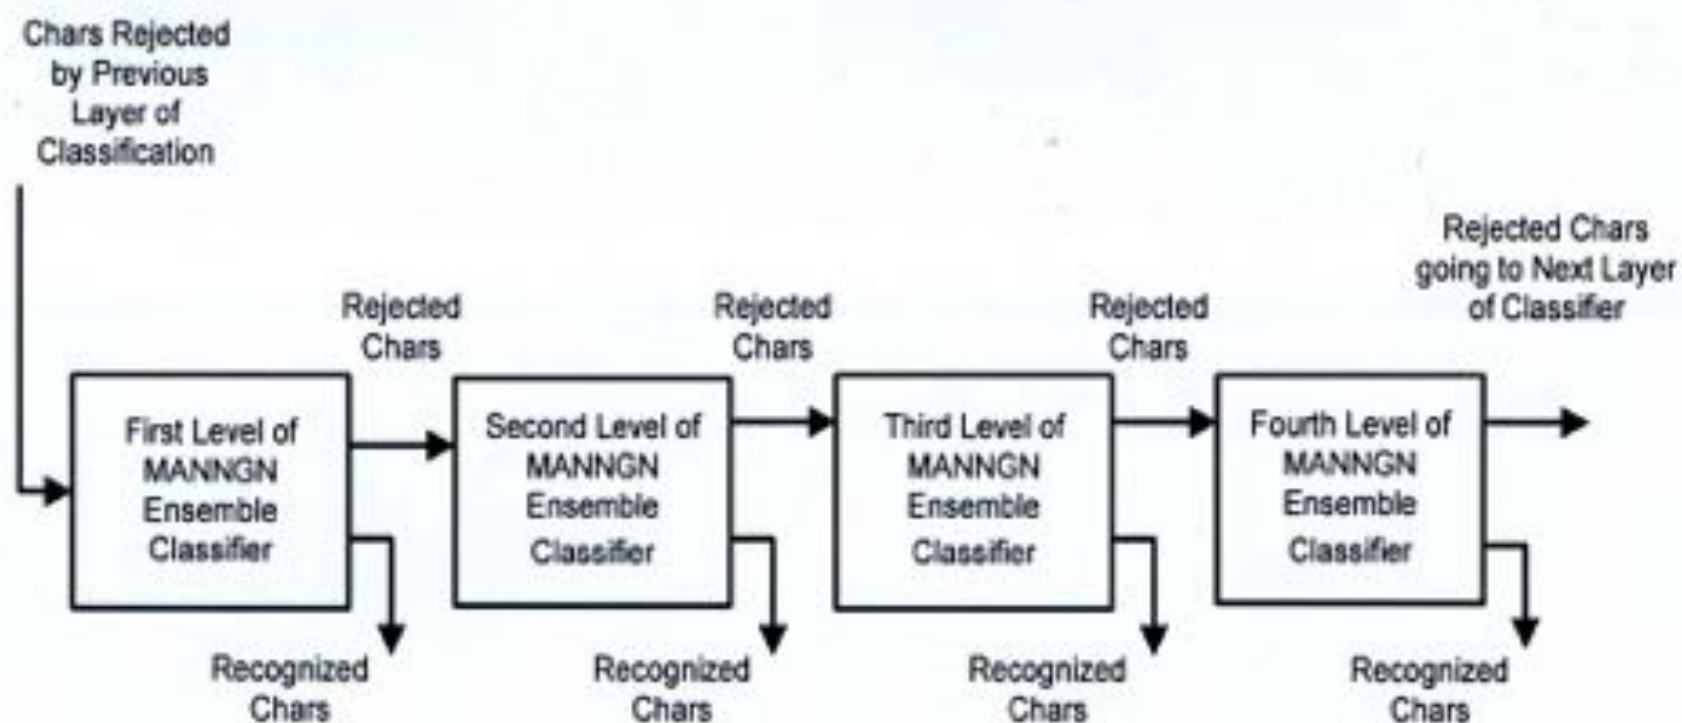 Chars Rejected
by Previous
Layer of
Classification
Rejected Chars
going to Next Layer
of Classifier
Rejected
Chars
Rejected
Chars
Rejected
Chars
First Level of
MANNGN
Ensemble
Classifier
Second Level of
MANNGN
Ensemble
Classifier
Third Level of
MANNGN
Ensemble
Classifier
Fourth Level of
MANNGN
Ensemble
Classifier
Recognized
Chars
Recognized
Chars
Recognized
Chars
Recognized
Chars